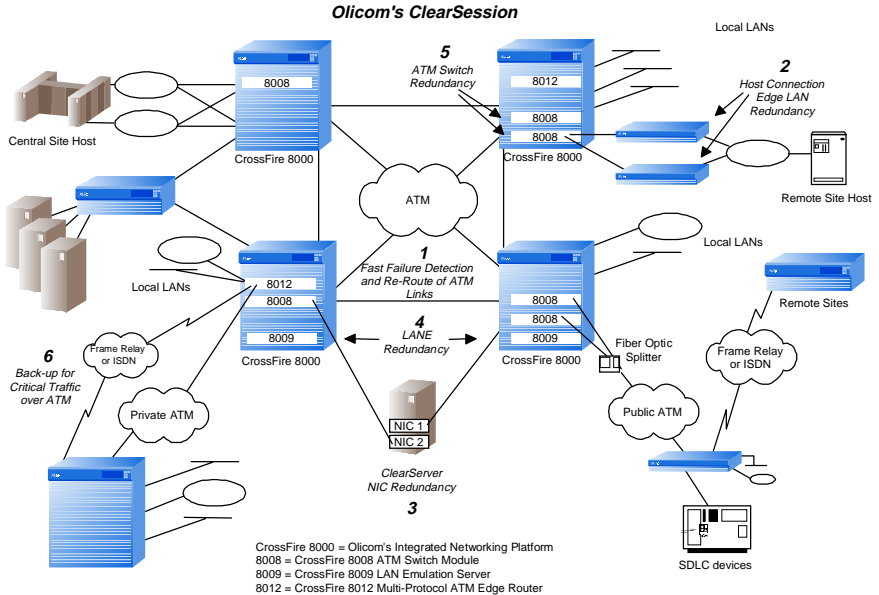 Olicom's ClearSession
Local LANs
5
ATM Switch
Redundancy
2
Host Connection
Edge LAN
Redundancy
8008
8012
8008
8008
Central Site Host
CrossFire 8000
CrossFire 8000
Remote Site Host
ATM
1
Fast Failure Detection
and Re-Route of ATM
Links
Local LANs
Local LANs
8012
8008
8009
CrossFire 8000
4
LANE
Redundancy
8008
8008
8009
CrossFire 8000
Remote Sites
Fiber Optic
Splitter
Frame Relay
or ISDN
6
Back-up for
Critical Traffic
over ATM
Frame Relay
or ISDN
Private ATM
Public ATM
NIC 1
NIC 2
ClearServer
NIC Redundancy
3
SDLC devices
CrossFire 8000 = Olicom's Integrated Networking Platform
8008 = CrossFire 8008 ATM Switch Module
8009 = CrossFire 8009 LAN Emulation Server
8012 = CrossFire 8012 Multi-Protocol ATM Edge Router